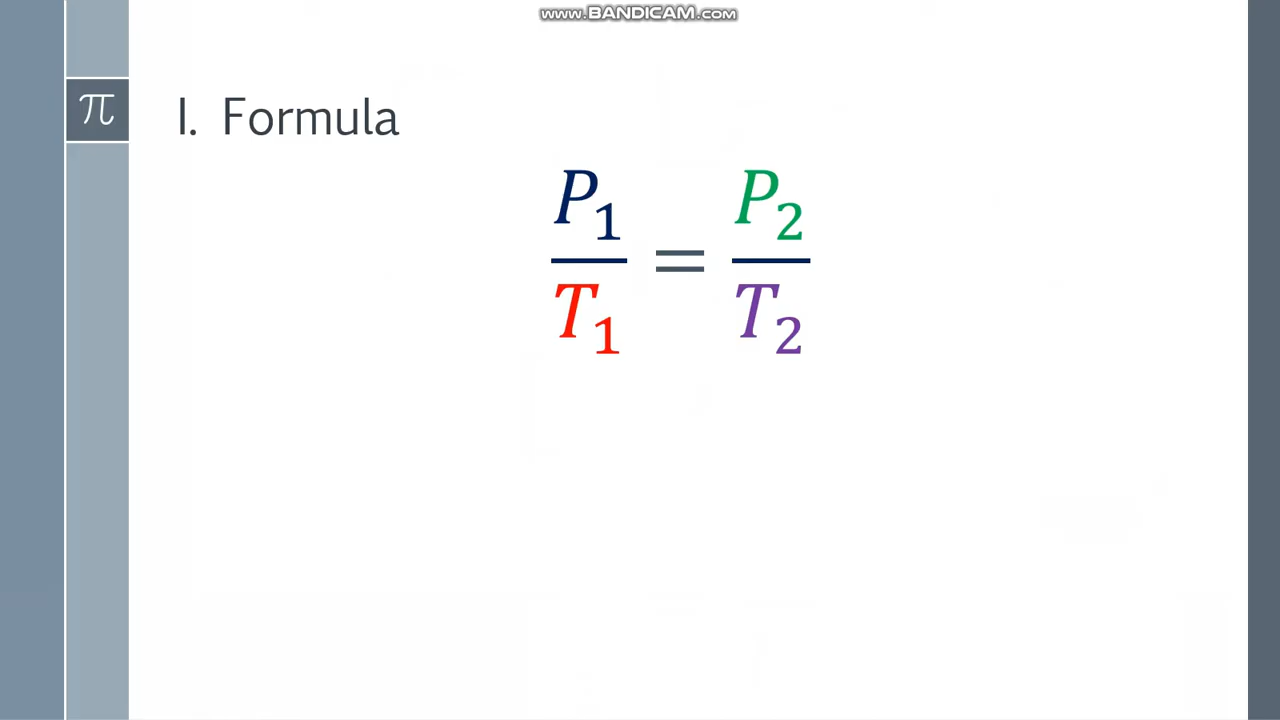 www.BANDICAM.com
π
I. Formula
P₁/T₁ = P₂/T₂